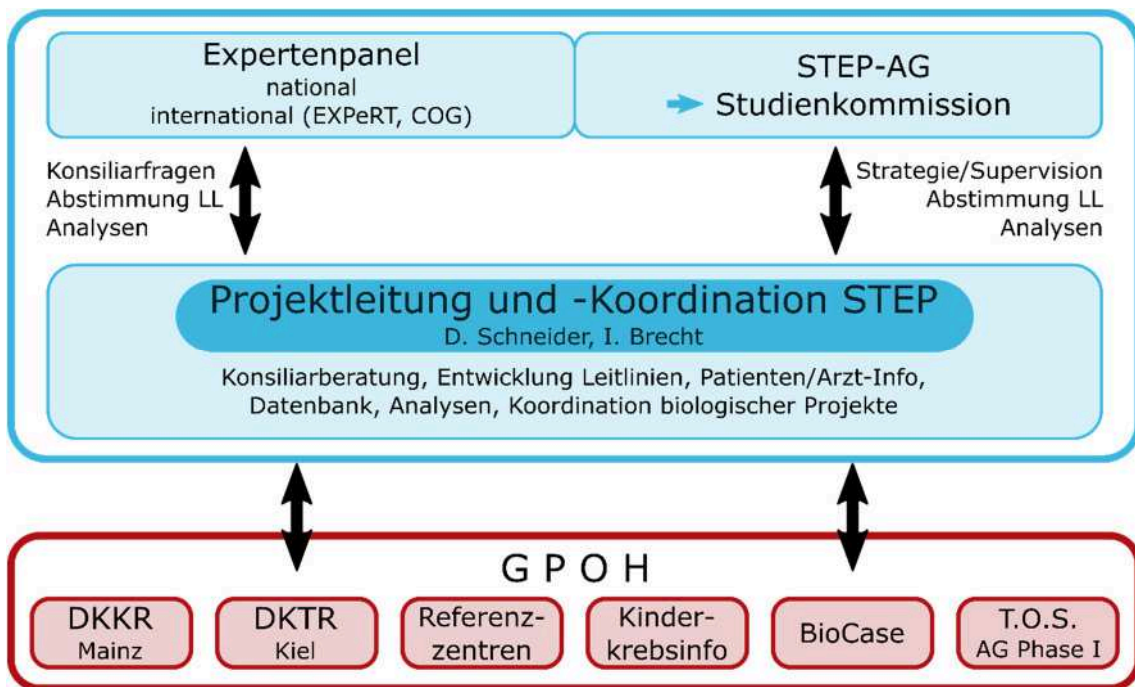 Expertenpanel
national
international (EXPeRT, COG)
STEP-AG
Studienkommission
Konsiliarfragen
Abstimmung LL
Analysen
Strategie/Supervision
Abstimmung LL
Analysen
Projektleitung und -Koordination STEP
D. Schneider, I. Brecht
Konsiliarberatung, Entwicklung Leitlinien, Patienten/Arzt-Info,
Datenbank, Analysen, Koordination biologischer Projekte
G P O H
DKKR
Mainz
DKTR
Kiel
Referenz-
zentren
Kinder-
krebsinfo
BioCase
T.O.S.
AG Phase I